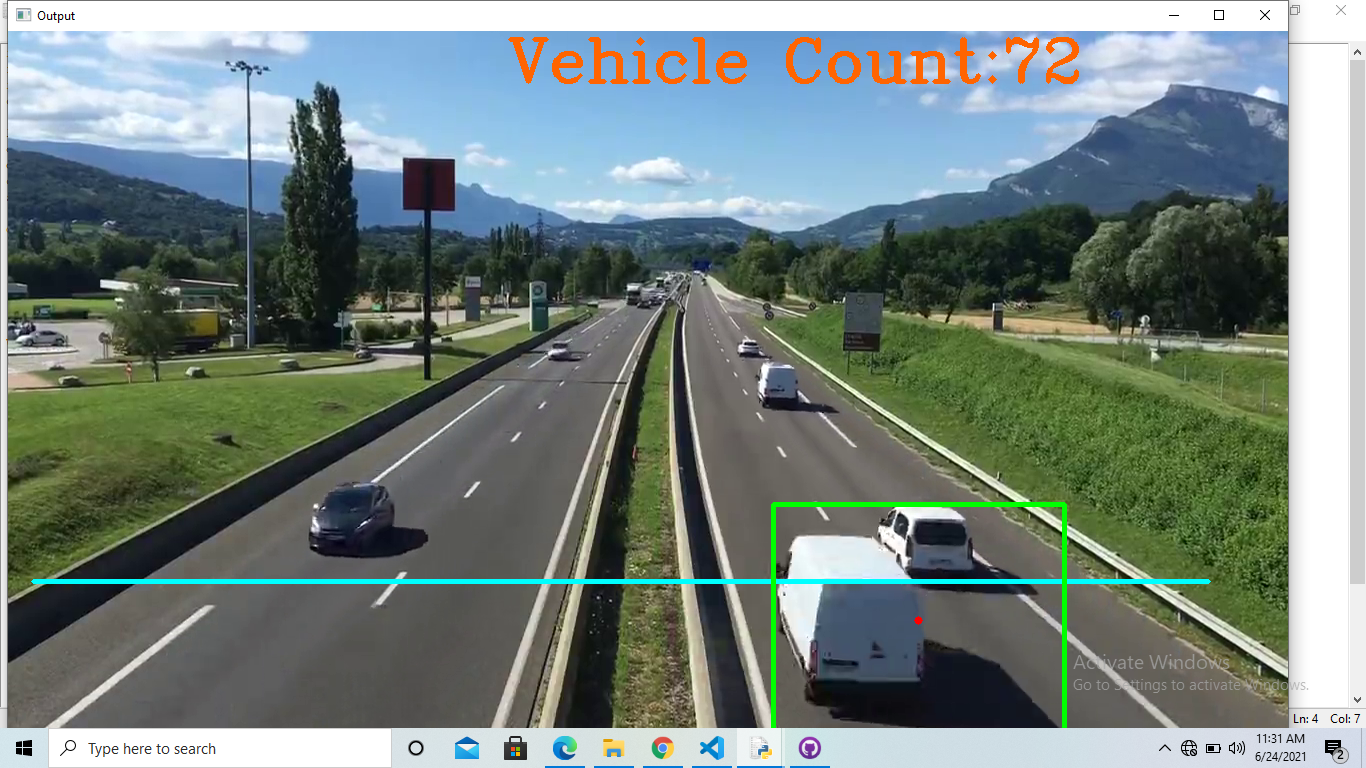 Output
Vehicle Count:72
Activate Windows
Go to Settings to activate Windows.
Ln: 4 Col: 7
Type here to search
11:31 AM
6/24/2021
2